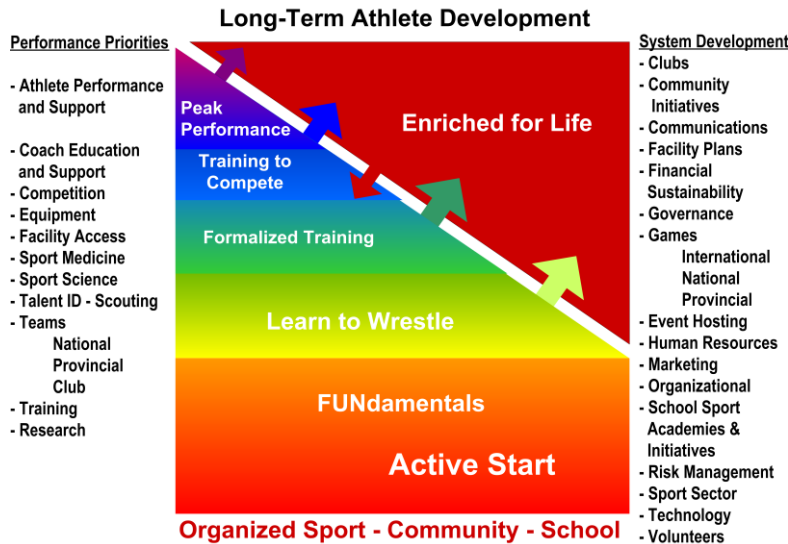 Long-Term Athlete Development
Performance Priorities
- Athlete Performance
and Support
- Coach Education
and Support
- Competition
- Equipment
- Facility Access
- Sport Medicine
- Sport Science
- Talent ID - Scouting
- Teams
National
Provincial
Club
- Training
- Research
Peak
Performance
Training to
Compete
Formalized Training
Learn to Wrestle
FUNdamentals
Active Start
Enriched for Life
Organized Sport - Community - School
System Development
- Clubs
- Community
Initiatives
- Communications
- Facility Plans
- Financial
Sustainability
- Governance
- Games
International
National
Provincial
- Event Hosting
- Human Resources
- Marketing
- Organizational
- School Sport
Academies &
Initiatives
- Risk Management
- Sport Sector
- Technology
- Volunteers